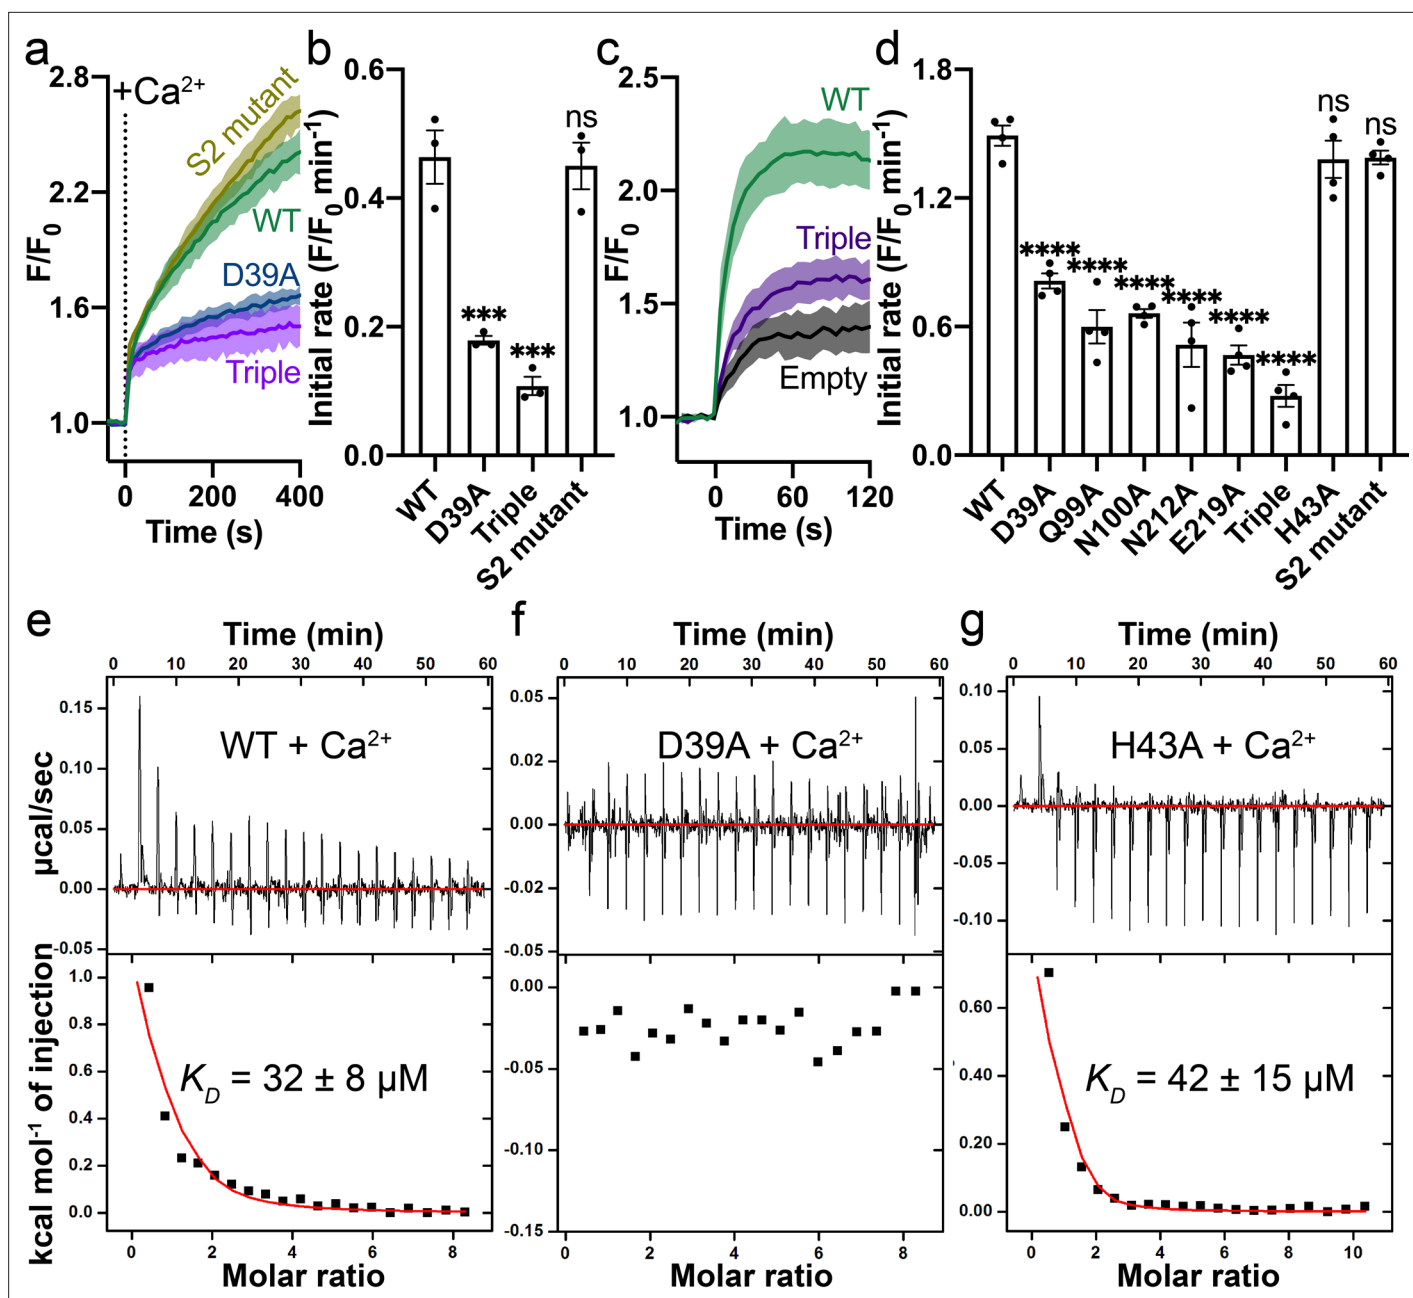 a
2.8
2.2
1.6
1.0
F/F0
+Ca2+
S2 mutant
WT
D39A
Triple
0
200
400
Time (s)
b
0.6
0.4
0.2
0.0
Initial rate (F/F0 min-1)
***
***
ns
WT
D39A
Triple
S2 mutant
c
2.5
2.0
1.5
1.0
F/F0
WT
Triple
Empty
0
60
120
Time (s)
d
1.8
1.2
0.6
0.0
Initial rate (F/F0 min-1)
****
****
****
****
****
****
ns
ns
WT
D39A
Q99A
N100A
N212A
E219A
Triple
H43A
S2 mutant
e
Time (min)
0 10 20 30 40 50 60
µcal/sec
0.15
0.10
0.05
0.00
-0.05
WT + Ca2+
kcal mol-1 of injection
1.0
0.8
0.6
0.4
0.2
0.0
KD = 32 ± 8 µM
0 2 4 6 8
Molar ratio
f
Time (min)
0 10 20 30 40 50 60
0.05
0.02
0.00
-0.02
-0.05
D39A + Ca2+
0.00
-0.05
-0.10
-0.15
0 2 4 6 8
Molar ratio
g
Time (min)
0 10 20 30 40 50 60
0.10
0.05
0.00
-0.05
-0.10
H43A + Ca2+
0.60
0.40
0.20
0.00
KD = 42 ± 15 µM
0 2 4 6 8 10
Molar ratio